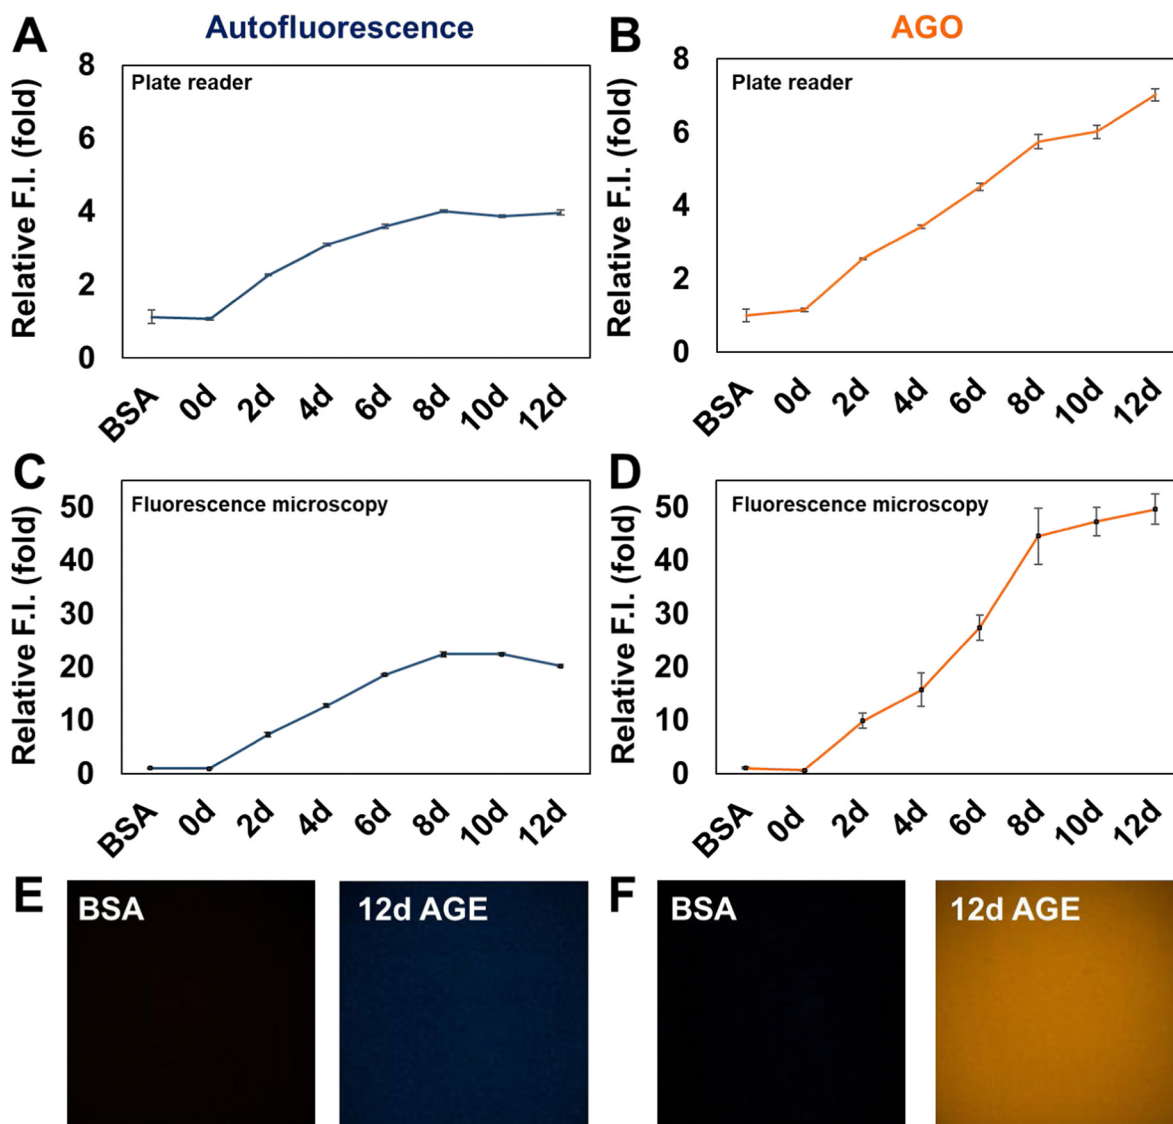 A
Autofluorescence
Relative F.I. (fold)
Plate reader
8
6
4
2
0
BSA 0d 2d 4d 6d 8d 10d 12d
B
AGO
Relative F.I. (fold)
Plate reader
8
6
4
2
0
BSA 0d 2d 4d 6d 8d 10d 12d
C
Relative F.I. (fold)
Fluorescence microscopy
50
40
30
20
10
0
BSA 0d 2d 4d 6d 8d 10d 12d
D
Relative F.I. (fold)
Fluorescence microscopy
50
40
30
20
10
0
BSA 0d 2d 4d 6d 8d 10d 12d
E
BSA
12d AGE
F
BSA
12d AGE